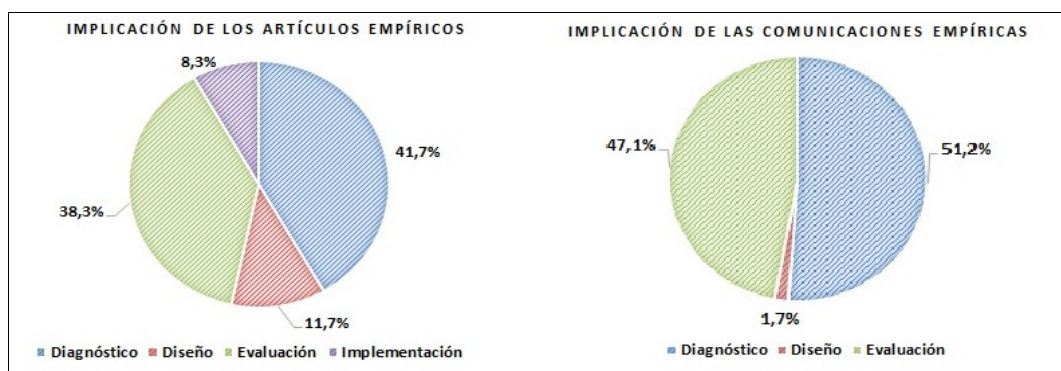 IMPLICACIÓN DE LOS ARTÍCULOS EMPÍRICOS
8,3%
41,7%
38,3%
11,7%
Diagnóstico Diseño Evaluación Implementación
IMPLICACIÓN DE LAS COMUNICACIONES EMPÍRICAS
47,1%
51,2%
1,7%
Diagnóstico Diseño Evaluación